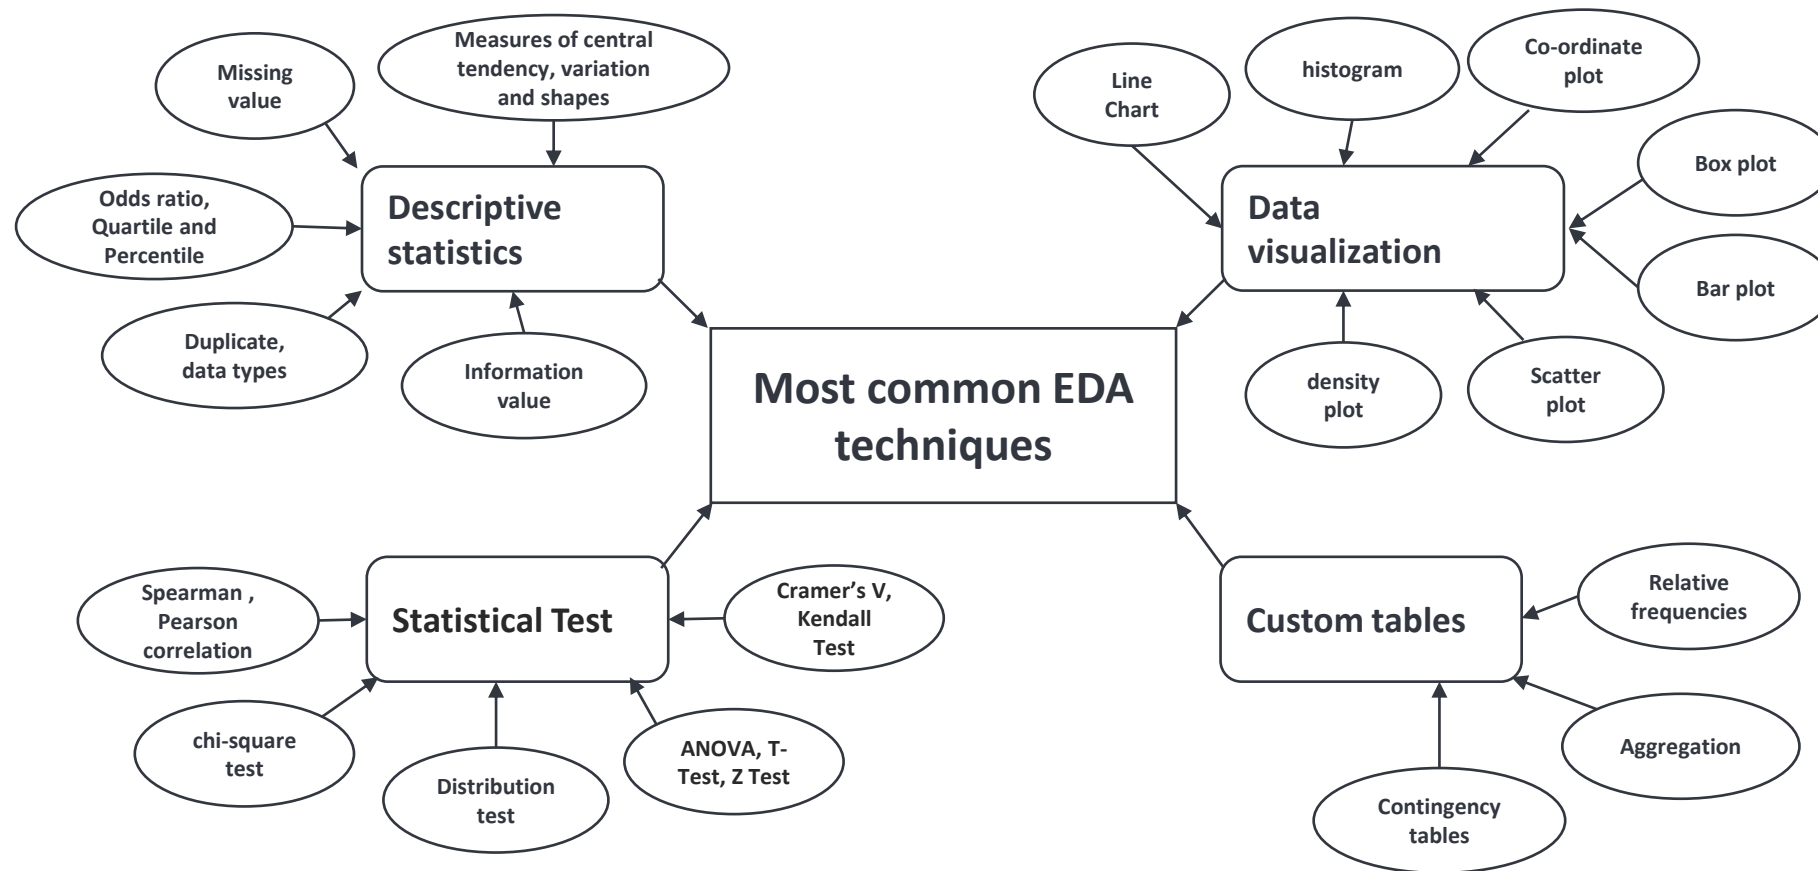 Missing
value
Measures of central
tendency, variation
and shapes
Odds ratio,
Quartile and
Percentile
Descriptive
statistics
Duplicate,
data types
Information
value
Line
Chart
histogram
Co-ordinate
plot
Box plot
Data
visualization
Bar plot
density
plot
Scatter
plot
Most common EDA
techniques
Spearman ,
Pearson
correlation
Statistical Test
Cramer’s V,
Kendall
Test
chi-square
test
Distribution
test
ANOVA, T-
Test, Z Test
Custom tables
Relative
frequencies
Aggregation
Contingency
tables